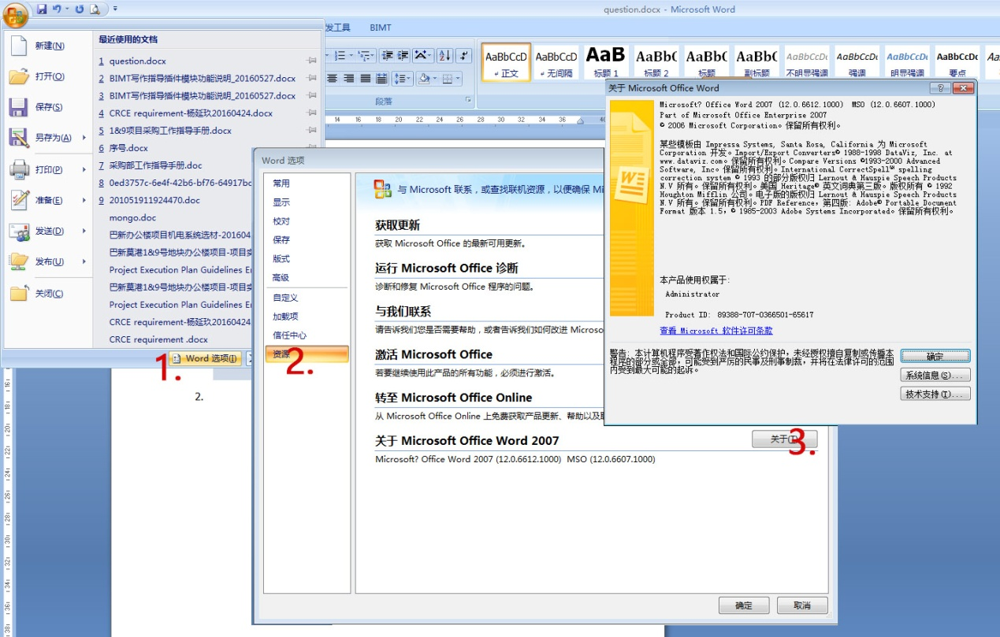 question.docx - Microsoft Word
发工具
BIMT
AaBbCcD
AaBbCcD
AaB
AaBb(
AaBb(
AaBb(
AaBbCcD
AaBbCcD
AaBbCcD
AaBbCcD
↲ 正文
↲ 无间隔
标题 1
标题 2
标题
副标题
不明显强调
强调
明显强调
要点
段落
14 16 18 20 22 24 26 28 30 32 34 36
新建(N)
打开(O)
保存(S)
另存为(A)
打印(P)
准备(E)
发送(D)
发布(U)
关闭(C)
最近使用的文档
1 question.docx
2 BIMT写作指导插件模块功能说明_20160527.docx
3 BIMT写作指导插件模块功能说明_20160527.docx
4 CRCE requirement-杨延玖20160424.docx
5 1&9项目采购工作指导手册.docx
6 序号.docx
7 采购部工作指导手册.doc
8 0ed3757c-6e4f-42b6-bf76-64917bc
9 201051911924470.doc
mongo.doc
巴新办公楼项目机电系统选材-201604
巴新莫港1&9号地块办公楼项目-项目实
Project Execution Plan Guidelines E
巴新莫港1&9号地块办公楼项目-项目实
Project Execution Plan Guidelines E
CRCE requirement-杨延玖20160424
CRCE requirement .docx
Word 选项(I)
1.
2.
Word 选项
常用
显示
校对
保存
版式
高级
自定义
加载项
信任中心
资源
2.
与 Microsoft 联系，或查找联机资源，以便确保 Mi
获取更新
获取 Microsoft Office 的最新可用更新。
运行 Microsoft Office 诊断
诊断和修复 Microsoft Office 程序的问题。
与我们联系
请告诉我们您是否需要帮助，或者告诉我们如何改进 Microso
激活 Microsoft Office
若要继续使用此产品的所有功能，必须进行激活。
转至 Microsoft Office Online
从 Microsoft Office Online 上免费获取产品更新、帮助以及联
关于 Microsoft Office Word 2007
关于(T)
3.
Microsoft? Office Word 2007 (12.0.6612.1000) MSO (12.0.6607.1000)
确定
取消
关于 Microsoft Office Word
Microsoft? Office Word 2007 (12.0.6612.1000) MSO (12.0.6607.1000)
Part of Microsoft Office Enterprise 2007
© 2006 Microsoft Corporation。保留所有权利。
某些模板由 Impressa Systems, Santa Rosa, California 为 Microsoft
Corporation 开发。Import/Export Converters© 1988-1998 DataViz, Inc. at
www.dataviz.com。保留所有权利。Compare Versions ©1993-2000 Advanced
Software, Inc。保留所有权利。International CorrectSpell™ spelling
correction system © 1993 的部分版权归 Lernout & Hauspie Speech Products
N.V 所有。保留所有权利。美国 Heritage® 英文词典第三版。版权所有 © 1992
Houghton Mifflin 公司。电子版的版权归 Lernout & Hauspie Speech Products
N.V 所有。保留所有权利。PDF Reference，第四版: Adobe® Portable Document
Format 版本 1.5，© 1985-2003 Adobe Systems Incorporated。保留所有权利。
本产品使用权属于:
Administrator
Product ID: 89388-707-0366501-65617
查看 Microsoft 软件许可条款
警告: 本计算机程序受著作权法和国际公约保护，未经授权擅自复制或传播本
程序的部分或全部，可能受到严厉的民事及刑事制裁，并将在法律许可的范围
内受到最大可能的起诉。
确定
系统信息(S)...
技术支持(T)...